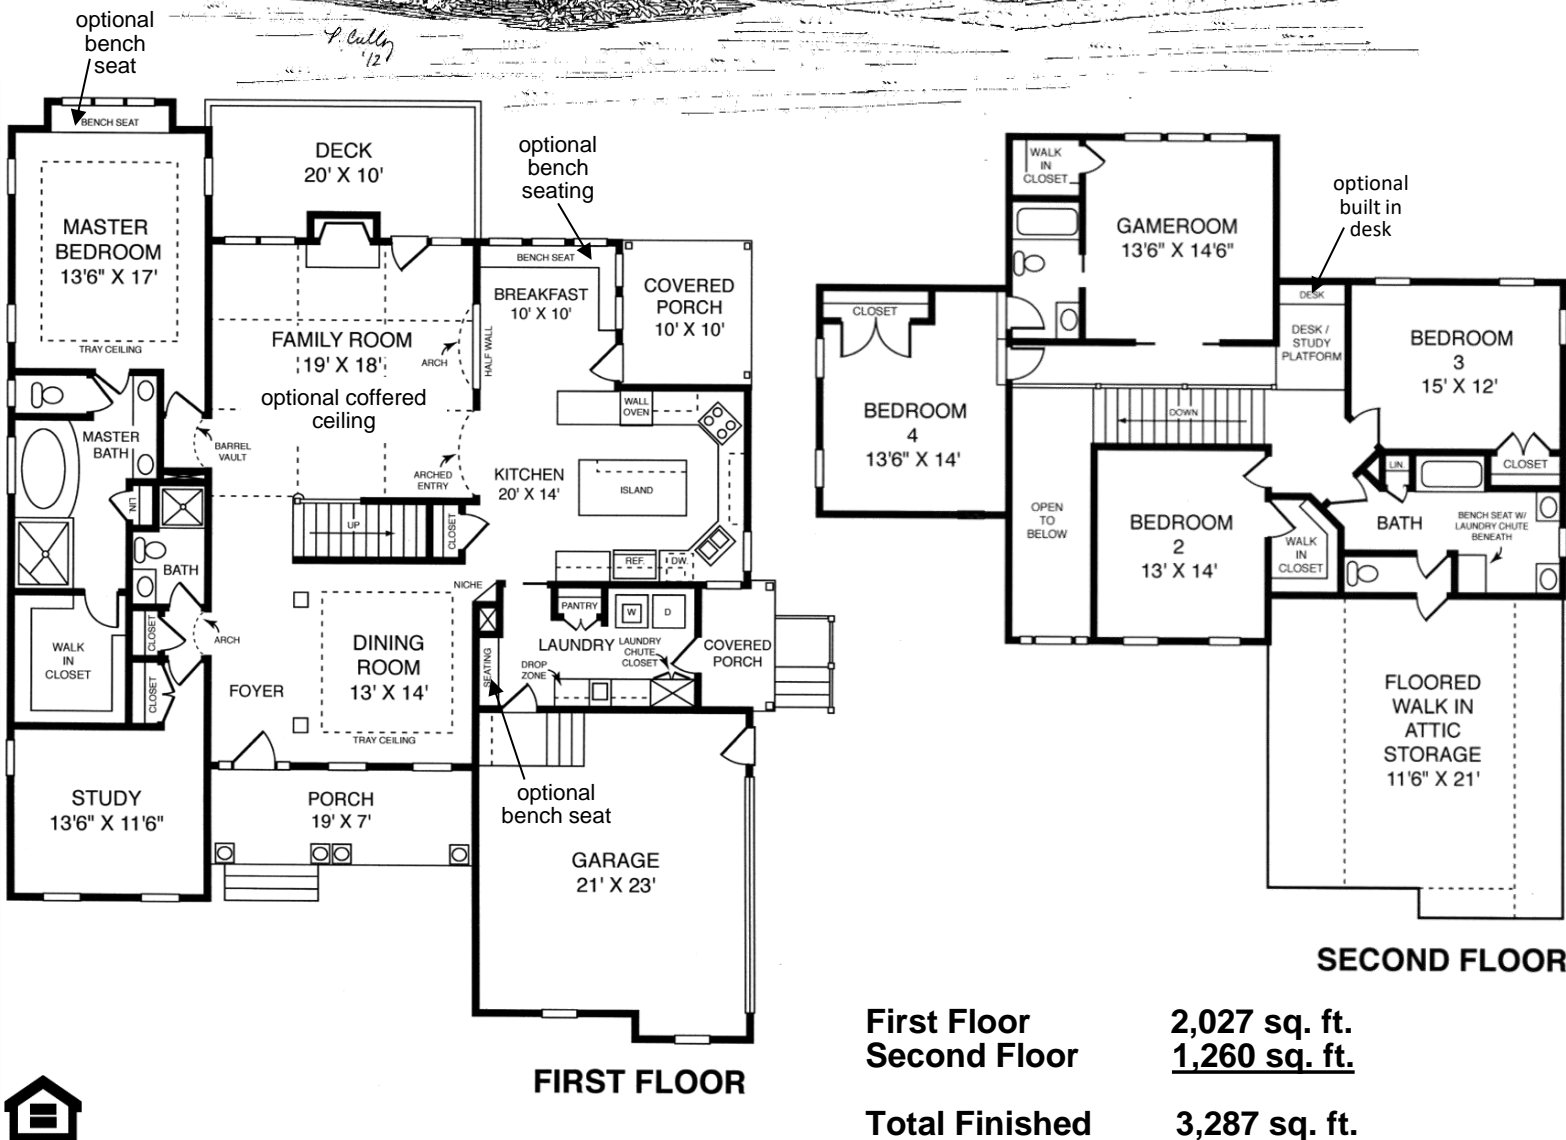 P. Cully
'12
optional
bench
seat
BENCH SEAT
MASTER
BEDROOM
13'6" X 17'
TRAY CEILING
DECK
20' X 10'
optional
bench
seating
BENCH SEAT
BREAKFAST
10' X 10'
COVERED
PORCH
10' X 10'
FAMILY ROOM
19' X 18'
optional coffered
ceiling
ARCH
HALF WALL
MASTER
BATH
BARREL
VAULT
ARCHED
ENTRY
WALL
OVEN
KITCHEN
20' X 14'
ISLAND
LIN.
UP
CLOSET
BATH
REF.
DW.
NICHE
PANTRY
W
D
CLOSET
ARCH
WALK
IN
CLOSET
DINING
ROOM
13' X 14'
TRAY CEILING
LAUNDRY
LAUNDRY
CHUTE
CLOSET
DROP
ZONE
SEATING
COVERED
PORCH
CLOSET
FOYER
STUDY
13'6" X 11'6"
PORCH
19' X 7'
optional
bench seat
GARAGE
21' X 23'
FIRST FLOOR
WALK
IN
CLOSET
GAMEROOM
13'6" X 14'6"
optional
built in
desk
DESK
DESK /
STUDY
PLATFORM
CLOSET
BEDROOM
4
13'6" X 14'
BEDROOM
3
15' X 12'
DOWN
CLOSET
LIN.
OPEN
TO
BELOW
BEDROOM
2
13' X 14'
WALK
IN
CLOSET
BATH
BENCH SEAT W/
LAUNDRY CHUTE
BENEATH
FLOORED
WALK IN
ATTIC
STORAGE
11'6" X 21'
SECOND FLOOR
First Floor 2,027 sq. ft.
Second Floor 1,260 sq. ft.
Total Finished 3,287 sq. ft.